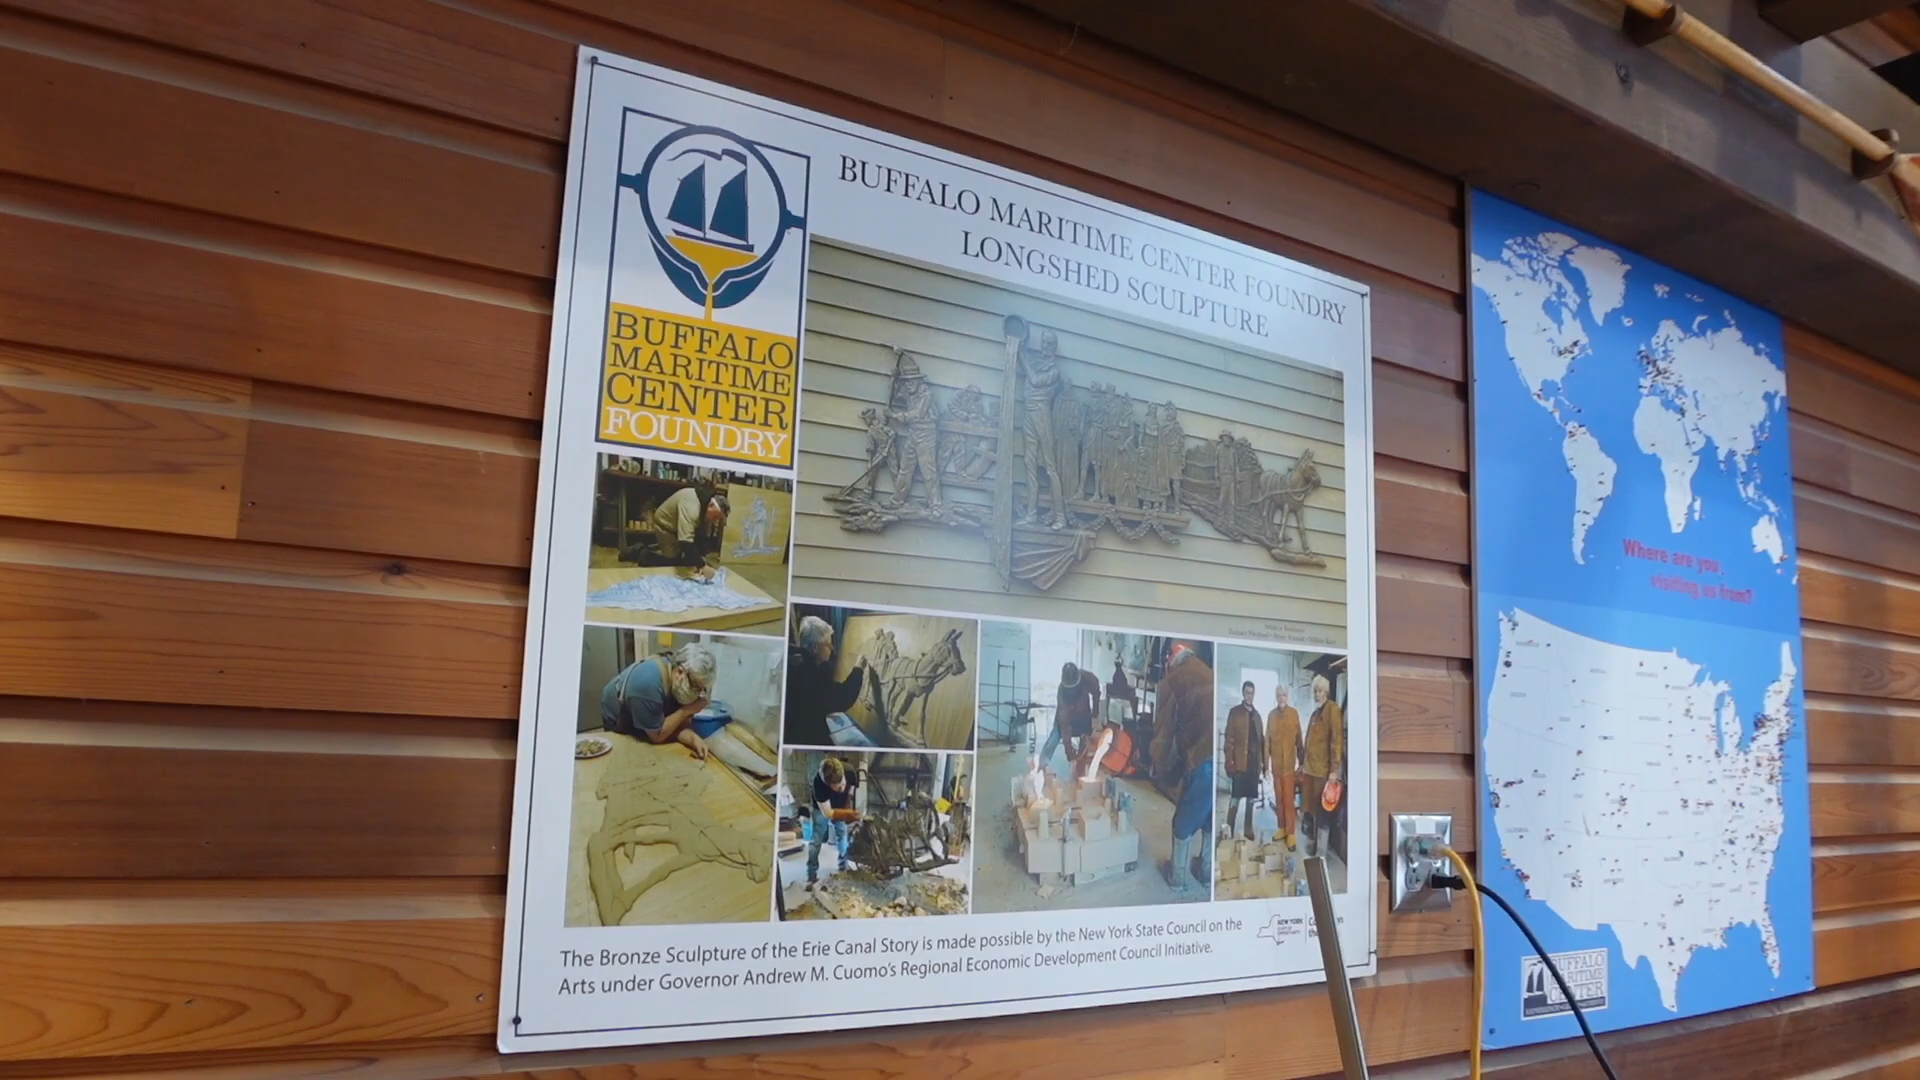 BUFFALO MARITIME CENTER FOUNDRY
LONGSHED SCULPTURE
BUFFALO
MARITIME
CENTER
FOUNDRY
The Bronze Sculpture of the Erie Canal Story is made possible by the New York State Council on the
Arts under Governor Andrew M. Cuomo's Regional Economic Development Council Initiative.
NEW YORK
Where are you
visiting us from?
BUFFALO
MARITIME
CENTER